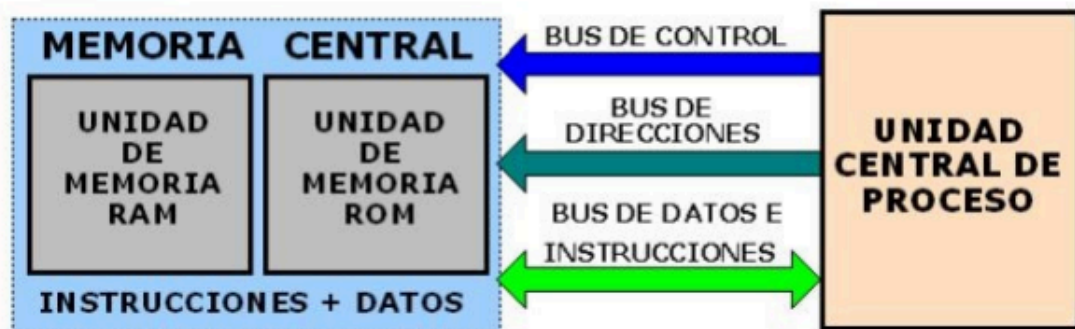 MEMORIA CENTRAL
UNIDAD
DE
MEMORIA
RAM
UNIDAD
DE
MEMORIA
ROM
INSTRUCCIONES + DATOS
BUS DE CONTROL
BUS DE
DIRECCIONES
BUS DE DATOS E
INSTRUCCIONES
UNIDAD
CENTRAL DE
PROCESO